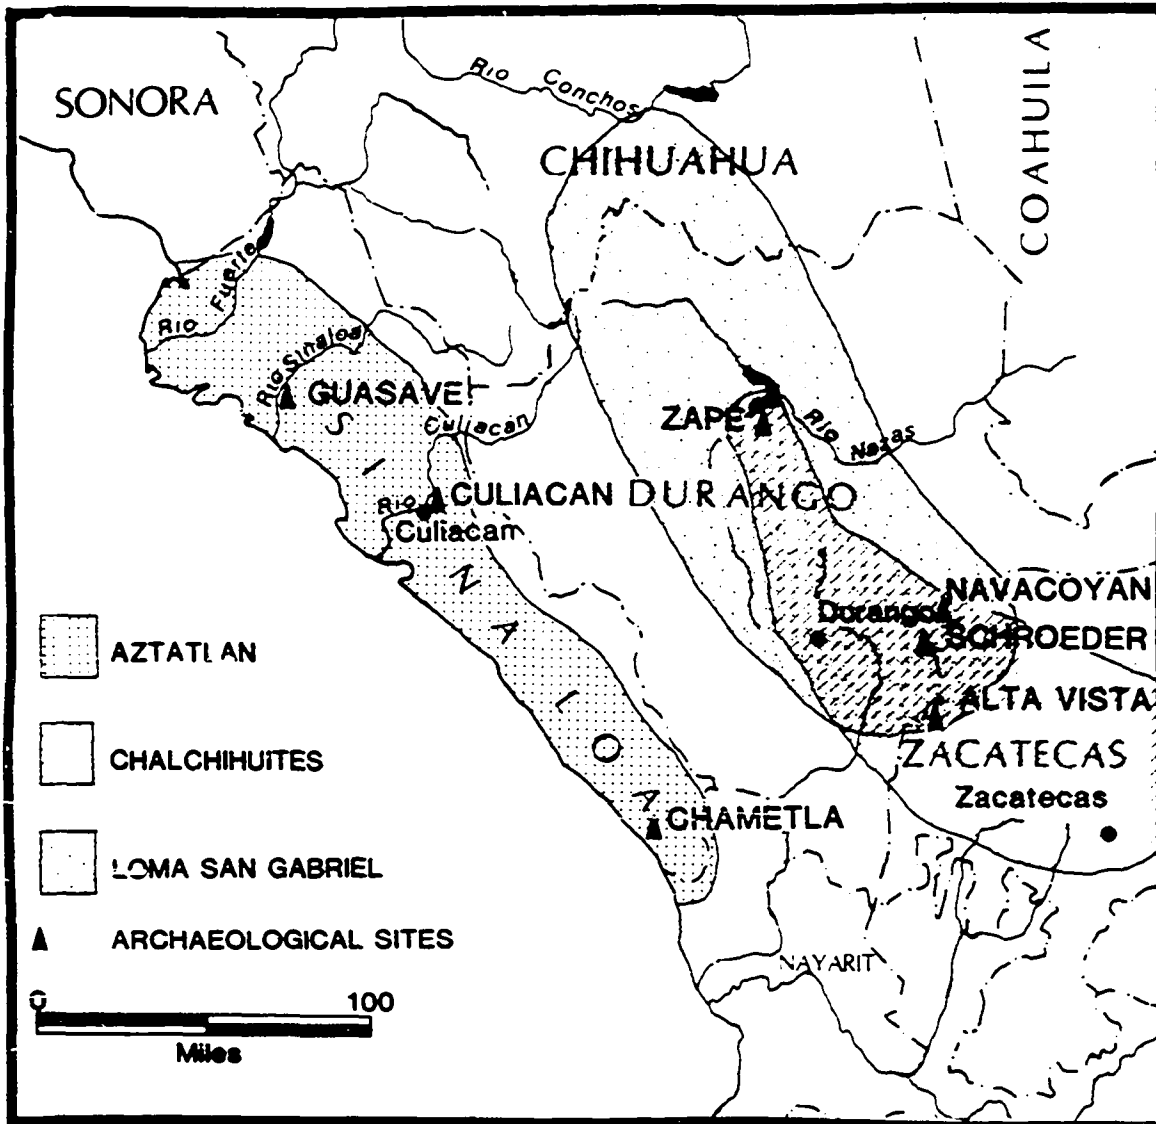 SONORA
Rio Conchos
CHIHUAHUA
COAHUILA
Rio Fuerte
Rio Sinaloa
GUASAVE
Culiacan
ZAPE
Rio Nazas
Rio
CULIACAN
Culiacan
DURANGO
SINALOA
NAVACOYAN
Durango
SCHROEDER
ALTA VISTA
ZACATECAS
Zacatecas
CHAMETLA
NAYARIT
AZTATLAN
CHALCHIHUITES
LOMA SAN GABRIEL
ARCHAEOLOGICAL SITES
0 100
Miles